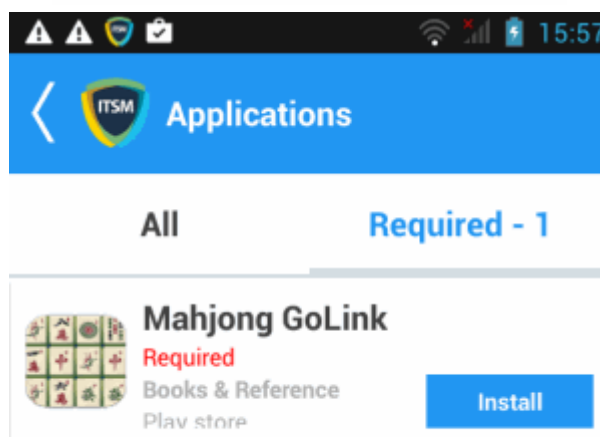 15:57
ITSM
Applications
All
Required - 1
Mahjong GoLink
Required
Books & Reference
Play store
Install